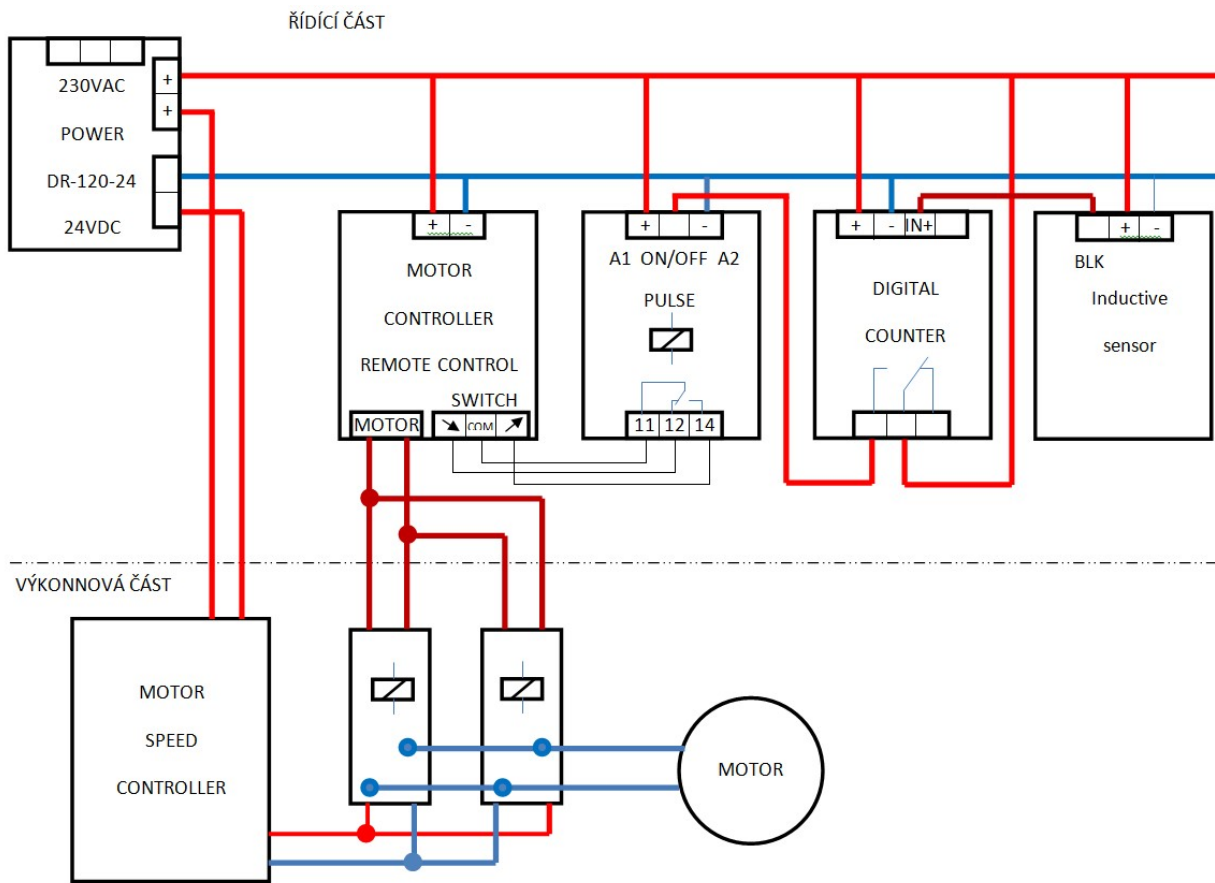 ŘÍDÍCÍ ČÁST
230VAC
POWER
DR-120-24
24VDC
+
+
+ -
MOTOR
CONTROLLER
REMOTE CONTROL
SWITCH
MOTOR
COM
+ -
A1 ON/OFF A2
PULSE
11 12 14
+ - IN+
DIGITAL
COUNTER
+ -
BLK
Inductive
sensor
VÝKONNOVÁ ČÁST
MOTOR
SPEED
CONTROLLER
MOTOR